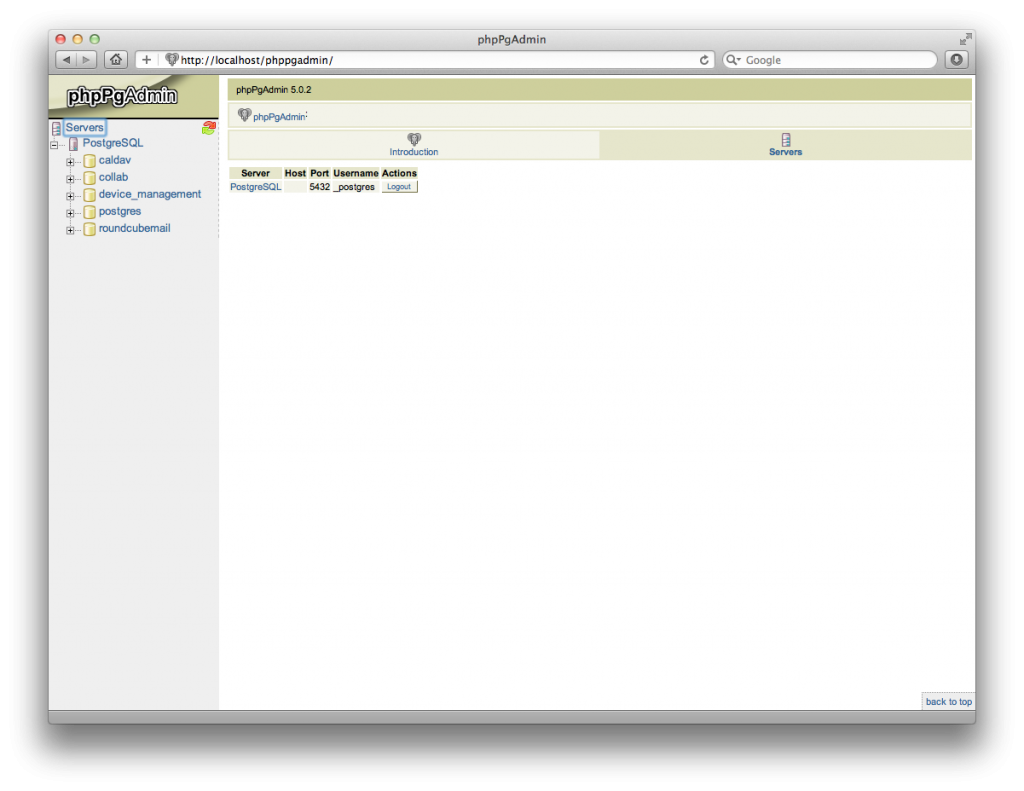 phpPgAdmin
http://localhost/phppgadmin/
Google
phpPgAdmin
Servers
PostgreSQL
caldav
collab
device_management
postgres
roundcubemail
phpPgAdmin 5.0.2
phpPgAdmin:
Introduction
Servers
Server Host Port Username Actions
PostgreSQL 5432 _postgres Logout
back to top